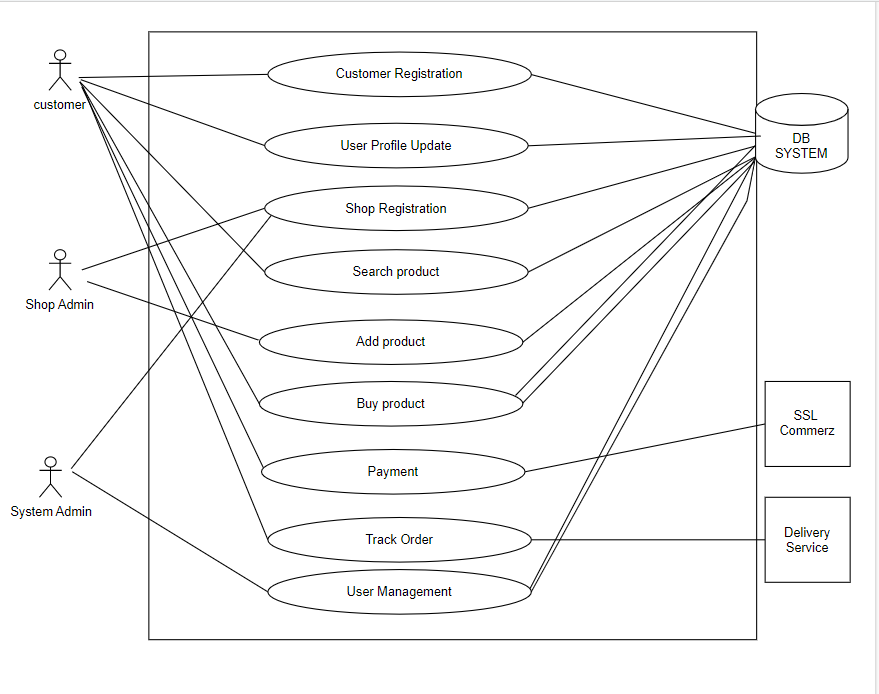 customer
Shop Admin
System Admin
Customer Registration
User Profile Update
Shop Registration
Search product
Add product
Buy product
Payment
Track Order
User Management
DB
SYSTEM
SSL
Commerz
Delivery
Service